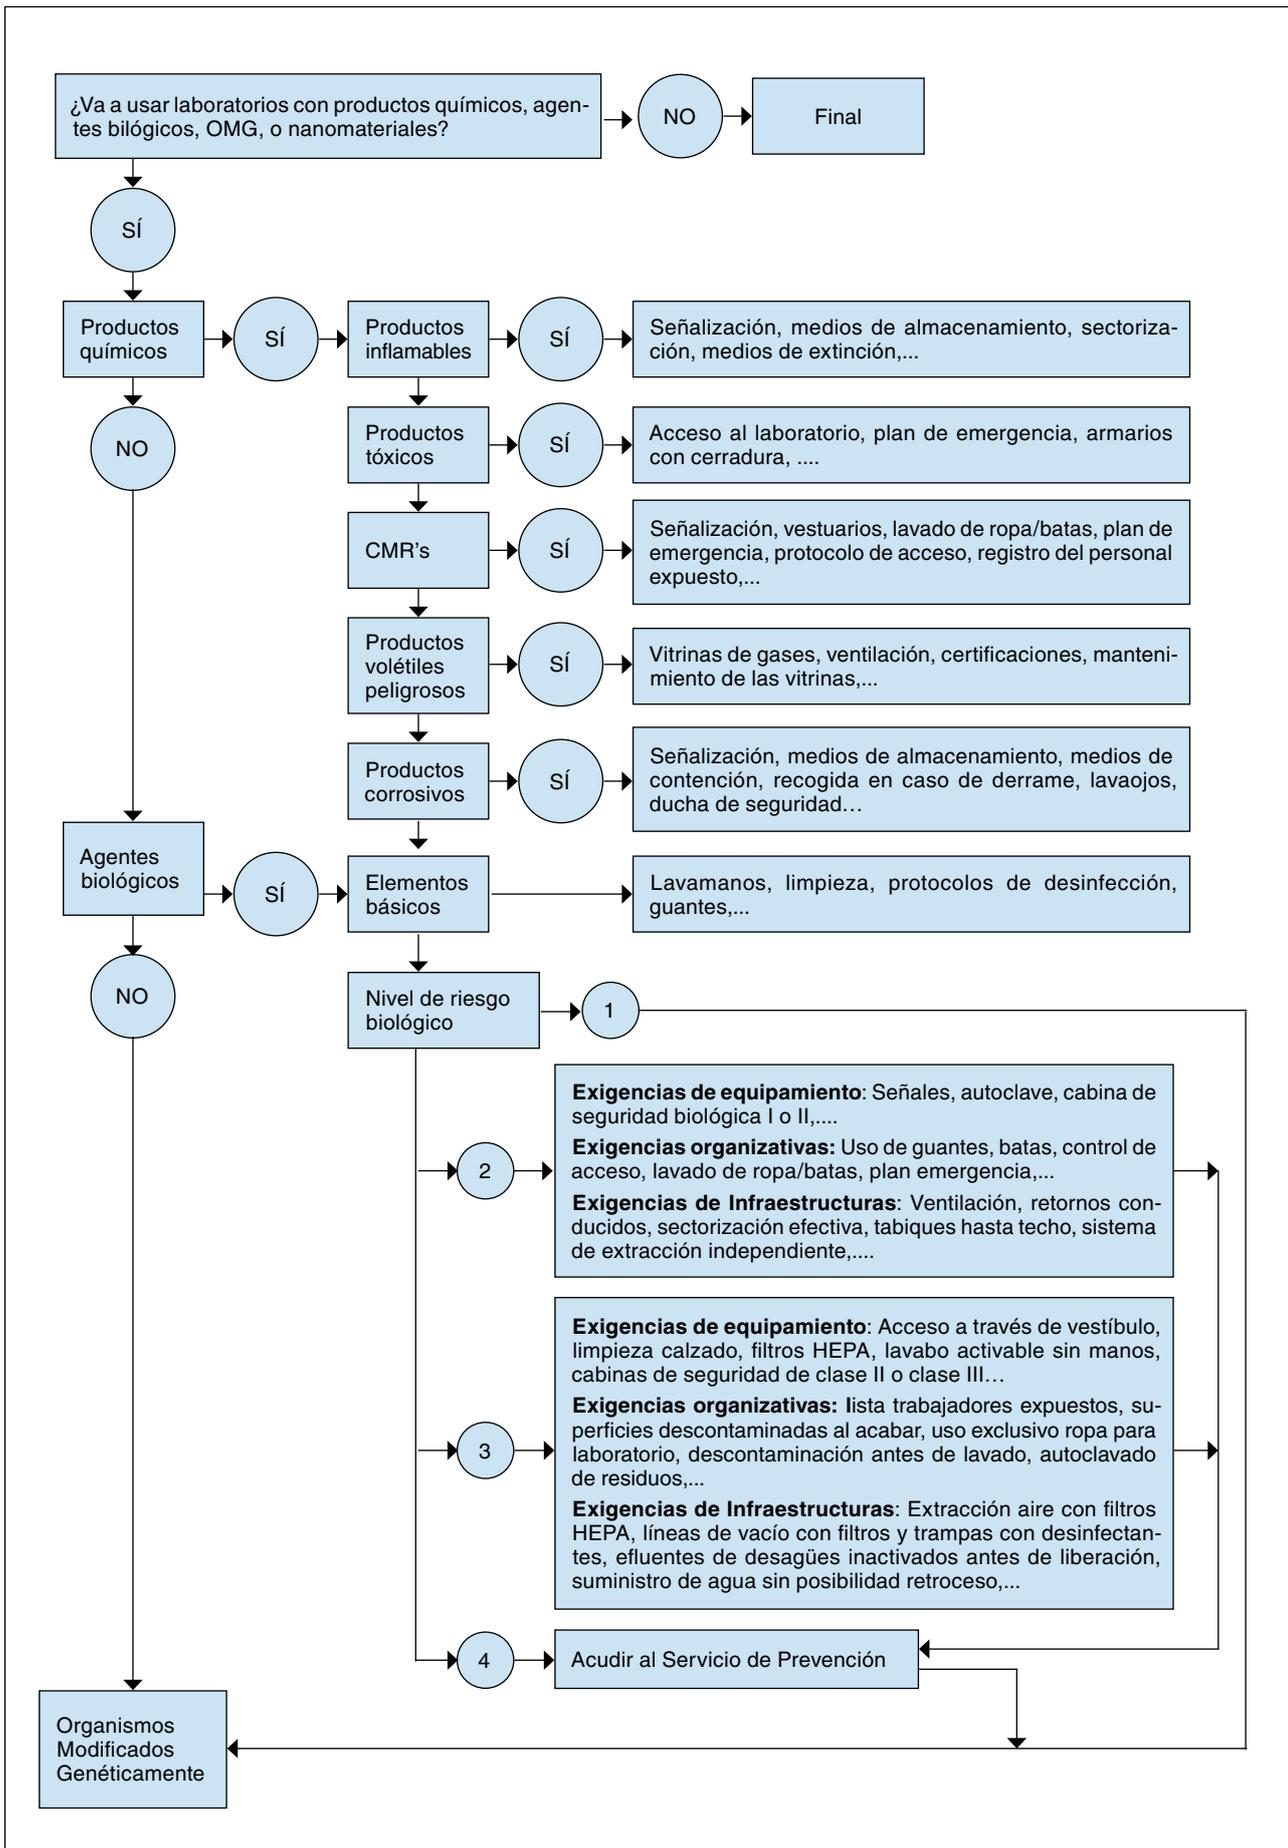 ¿Va a usar laboratorios con productos químicos, agen-
tes bilógicos, OMG, o nanomateriales?
NO
Final
SÍ
Productos
químicos
SÍ
Productos
inflamables
SÍ
Señalización, medios de almacenamiento, sectoriza-
ción, medios de extinción,...
NO
Productos
tóxicos
SÍ
Acceso al laboratorio, plan de emergencia, armarios
con cerradura, ....
CMR's
SÍ
Señalización, vestuarios, lavado de ropa/batas, plan de
emergencia, protocolo de acceso, registro del personal
expuesto,...
Productos
volétiles
peligrosos
SÍ
Vitrinas de gases, ventilación, certificaciones, manteni-
miento de las vitrinas,...
Productos
corrosivos
SÍ
Señalización, medios de almacenamiento, medios de
contención, recogida en caso de derrame, lavaojos,
ducha de seguridad…
Agentes
biológicos
SÍ
Elementos
básicos
Lavamanos, limpieza, protocolos de desinfección,
guantes,...
NO
Nivel de riesgo
biológico
1
2
Exigencias de equipamiento: Señales, autoclave, cabina de
seguridad biológica I o II,....
Exigencias organizativas: Uso de guantes, batas, control de
acceso, lavado de ropa/batas, plan emergencia,...
Exigencias de Infraestructuras: Ventilación, retornos con-
ducidos, sectorización efectiva, tabiques hasta techo, sistema
de extracción independiente,....
3
Exigencias de equipamiento: Acceso a través de vestíbulo,
limpieza calzado, filtros HEPA, lavabo activable sin manos,
cabinas de seguridad de clase II o clase III…
Exigencias organizativas: lista trabajadores expuestos, su-
perficies descontaminadas al acabar, uso exclusivo ropa para
laboratorio, descontaminación antes de lavado, autoclavado
de residuos,...
Exigencias de Infraestructuras: Extracción aire con filtros
HEPA, líneas de vacío con filtros y trampas con desinfectan-
tes, efluentes de desagües inactivados antes de liberación,
suministro de agua sin posibilidad retroceso,...
4
Acudir al Servicio de Prevención
Organismos
Modificados
Genéticamente